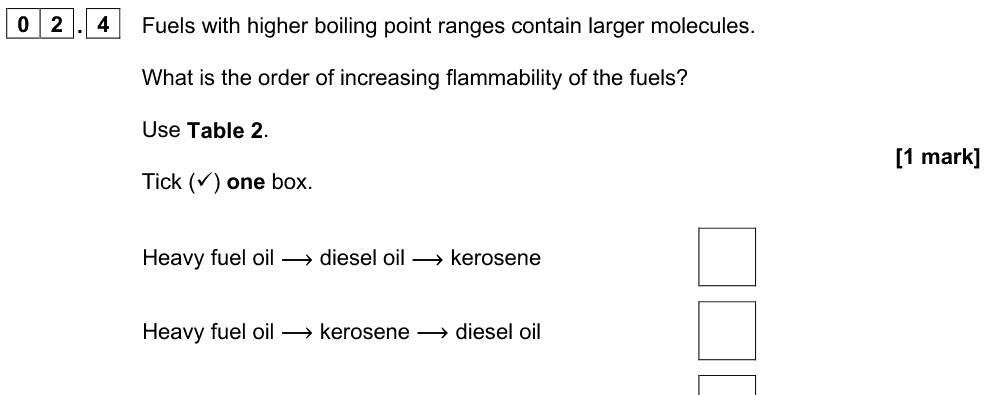 02.4 Fuels with higher boiling point ranges contain larger molecules.
What is the order of increasing flammability of the fuels?
Use Table 2.
[1 mark]
Tick (✓) one box.
Heavy fuel oil ⟶ diesel oil ⟶ kerosene
Heavy fuel oil ⟶ kerosene ⟶ diesel oil